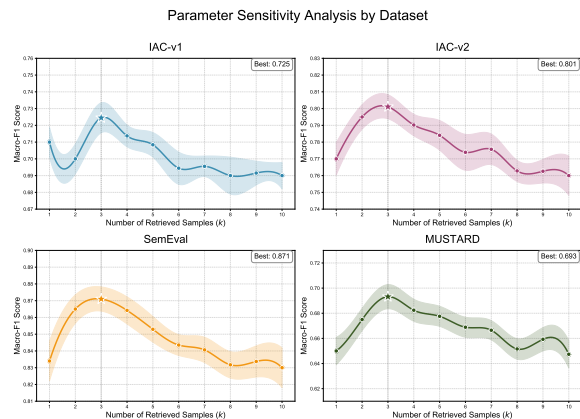 Parameter Sensitivity Analysis by Dataset
IAC-v1
Best: 0.725
Macro-F1 Score
0.76
0.75
0.74
0.73
0.72
0.71
0.70
0.69
0.68
0.67
1 2 3 4 5 6 7 8 9 10
Number of Retrieved Samples (k)
IAC-v2
Best: 0.801
Macro-F1 Score
0.83
0.82
0.81
0.80
0.79
0.78
0.77
0.76
0.75
0.74
1 2 3 4 5 6 7 8 9 10
Number of Retrieved Samples (k)
SemEval
Best: 0.871
Macro-F1 Score
0.90
0.89
0.88
0.87
0.86
0.85
0.84
0.83
0.82
0.81
1 2 3 4 5 6 7 8 9 10
Number of Retrieved Samples (k)
MUSTARD
Best: 0.693
Macro-F1 Score
0.72
0.70
0.68
0.66
0.64
0.62
1 2 3 4 5 6 7 8 9 10
Number of Retrieved Samples (k)